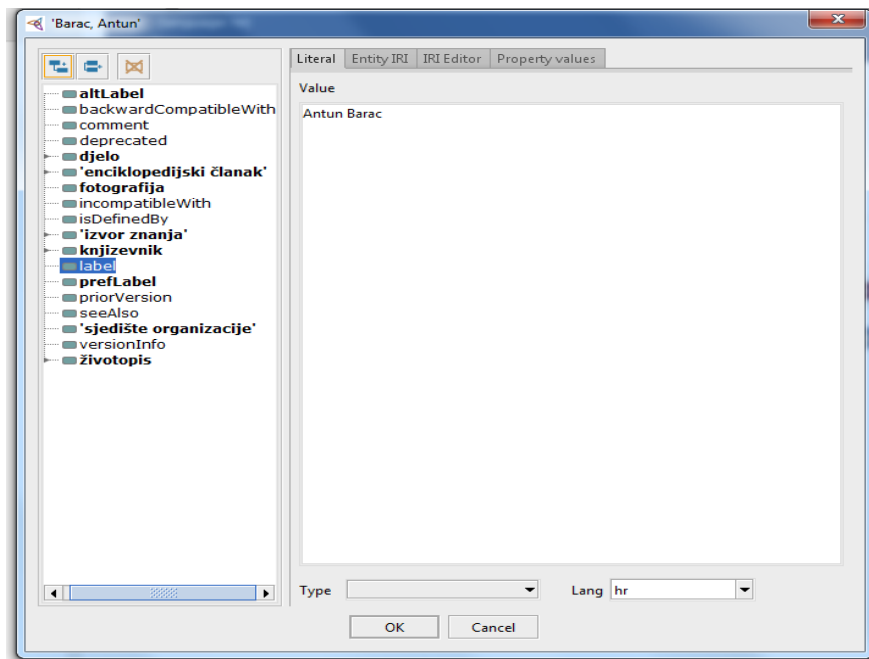 'Barac, Antun'
Literal Entity IRI IRI Editor Property values
Value
Antun Barac
altLabel
backwardCompatibleWith
comment
deprecated
djelo
'enciklopedijski članak'
fotografija
incompatibleWith
isDefinedBy
'izvor znanja'
knjizevnik
label
prefLabel
priorVersion
seeAlso
'sjedište organizacije'
versionInfo
životopis
Type Lang hr
OK Cancel